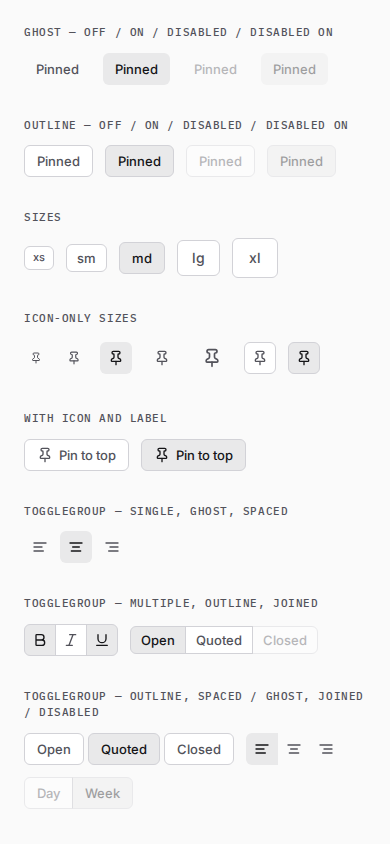 GHOST — OFF / ON / DISABLED / DISABLED ON
Pinned Pinned Pinned Pinned
OUTLINE — OFF / ON / DISABLED / DISABLED ON
Pinned Pinned Pinned Pinned
SIZES
xs sm md lg xl
ICON-ONLY SIZES
WITH ICON AND LABEL
Pin to top Pin to top
TOGGLEGROUP — SINGLE, GHOST, SPACED
TOGGLEGROUP — MULTIPLE, OUTLINE, JOINED
B I U Open Quoted Closed
TOGGLEGROUP — OUTLINE, SPACED / GHOST, JOINED
/ DISABLED
Open Quoted Closed
Day Week